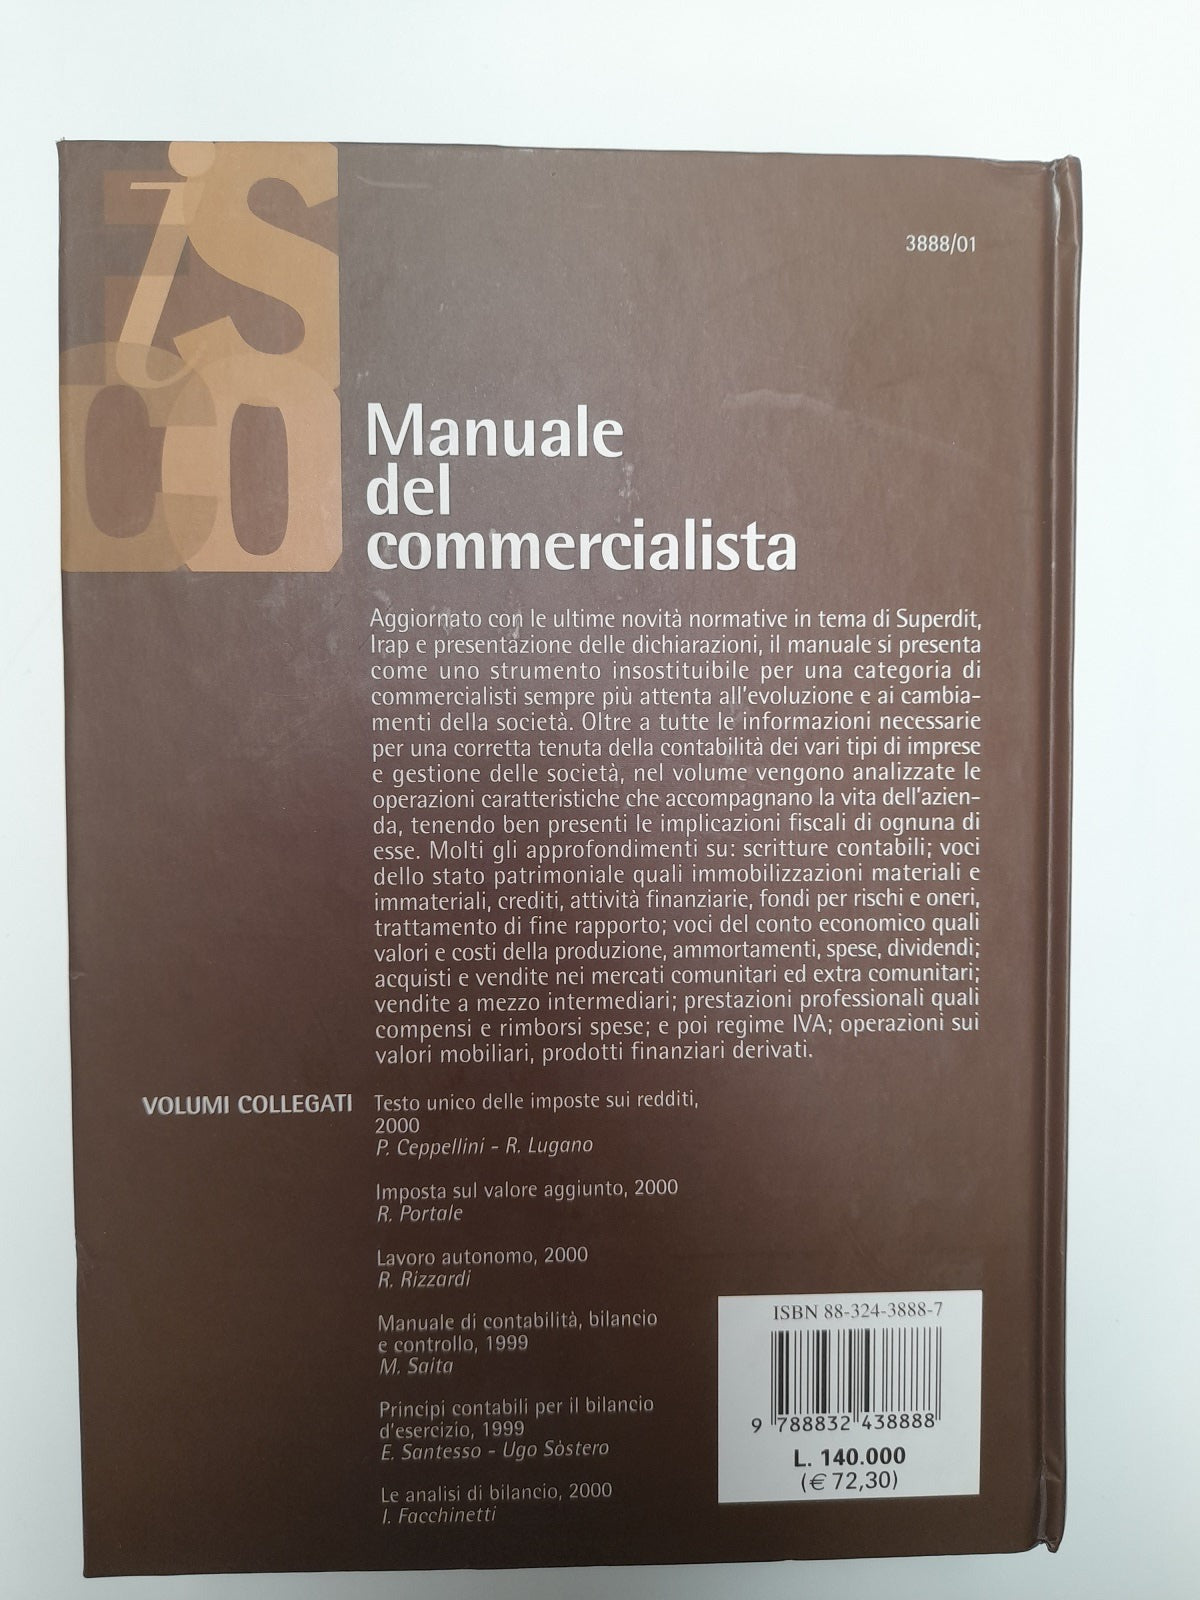 FISCO
3888/01
Manuale
del
commercialista
Aggiornato con le ultime novità normative in tema di Superdit,
Irap e presentazione delle dichiarazioni, il manuale si presenta
come uno strumento insostituibile per una categoria di
commercialisti sempre più attenta all'evoluzione e ai cambia-
menti della società. Oltre a tutte le informazioni necessarie
per una corretta tenuta della contabilità dei vari tipi di imprese
e gestione delle società, nel volume vengono analizzate le
operazioni caratteristiche che accompagnano la vita dell'azien-
da, tenendo ben presenti le implicazioni fiscali di ognuna di
esse. Molti gli approfondimenti su: scritture contabili; voci
dello stato patrimoniale quali immobilizzazioni materiali e
immateriali, crediti, attività finanziarie, fondi per rischi e oneri,
trattamento di fine rapporto; voci del conto economico quali
valori e costi della produzione, ammortamenti, spese, dividendi;
acquisti e vendite nei mercati comunitari ed extra comunitari;
vendite a mezzo intermediari; prestazioni professionali quali
compensi e rimborsi spese; e poi regime IVA; operazioni sui
valori mobiliari, prodotti finanziari derivati.
VOLUMI COLLEGATI
Testo unico delle imposte sui redditi,
2000
P. Ceppellini - R. Lugano
Imposta sul valore aggiunto, 2000
R. Portale
Lavoro autonomo, 2000
R. Rizzardi
Manuale di contabilità, bilancio
e controllo, 1999
M. Saita
Principi contabili per il bilancio
d'esercizio, 1999
E. Santesso - Ugo Sòstero
Le analisi di bilancio, 2000
I. Facchinetti
ISBN 88-324-3888-7
9 788832 438888
L. 140.000
(€ 72,30)